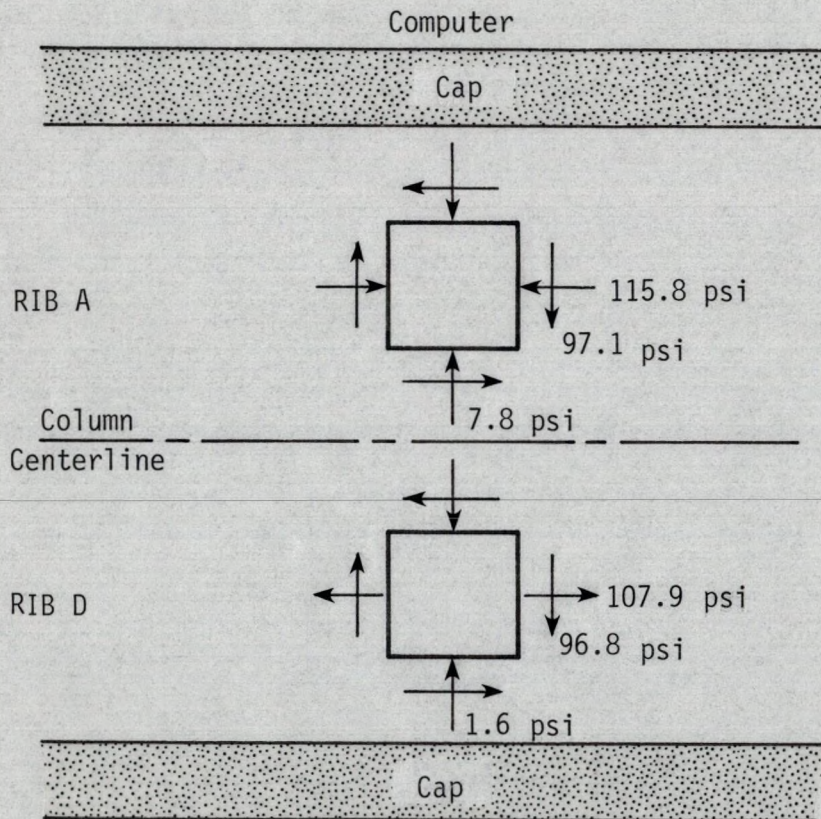 Computer
Cap
RIB A
115.8 psi
97.1 psi
7.8 psi
Column
Centerline
RIB D
107.9 psi
96.8 psi
1.6 psi
Cap